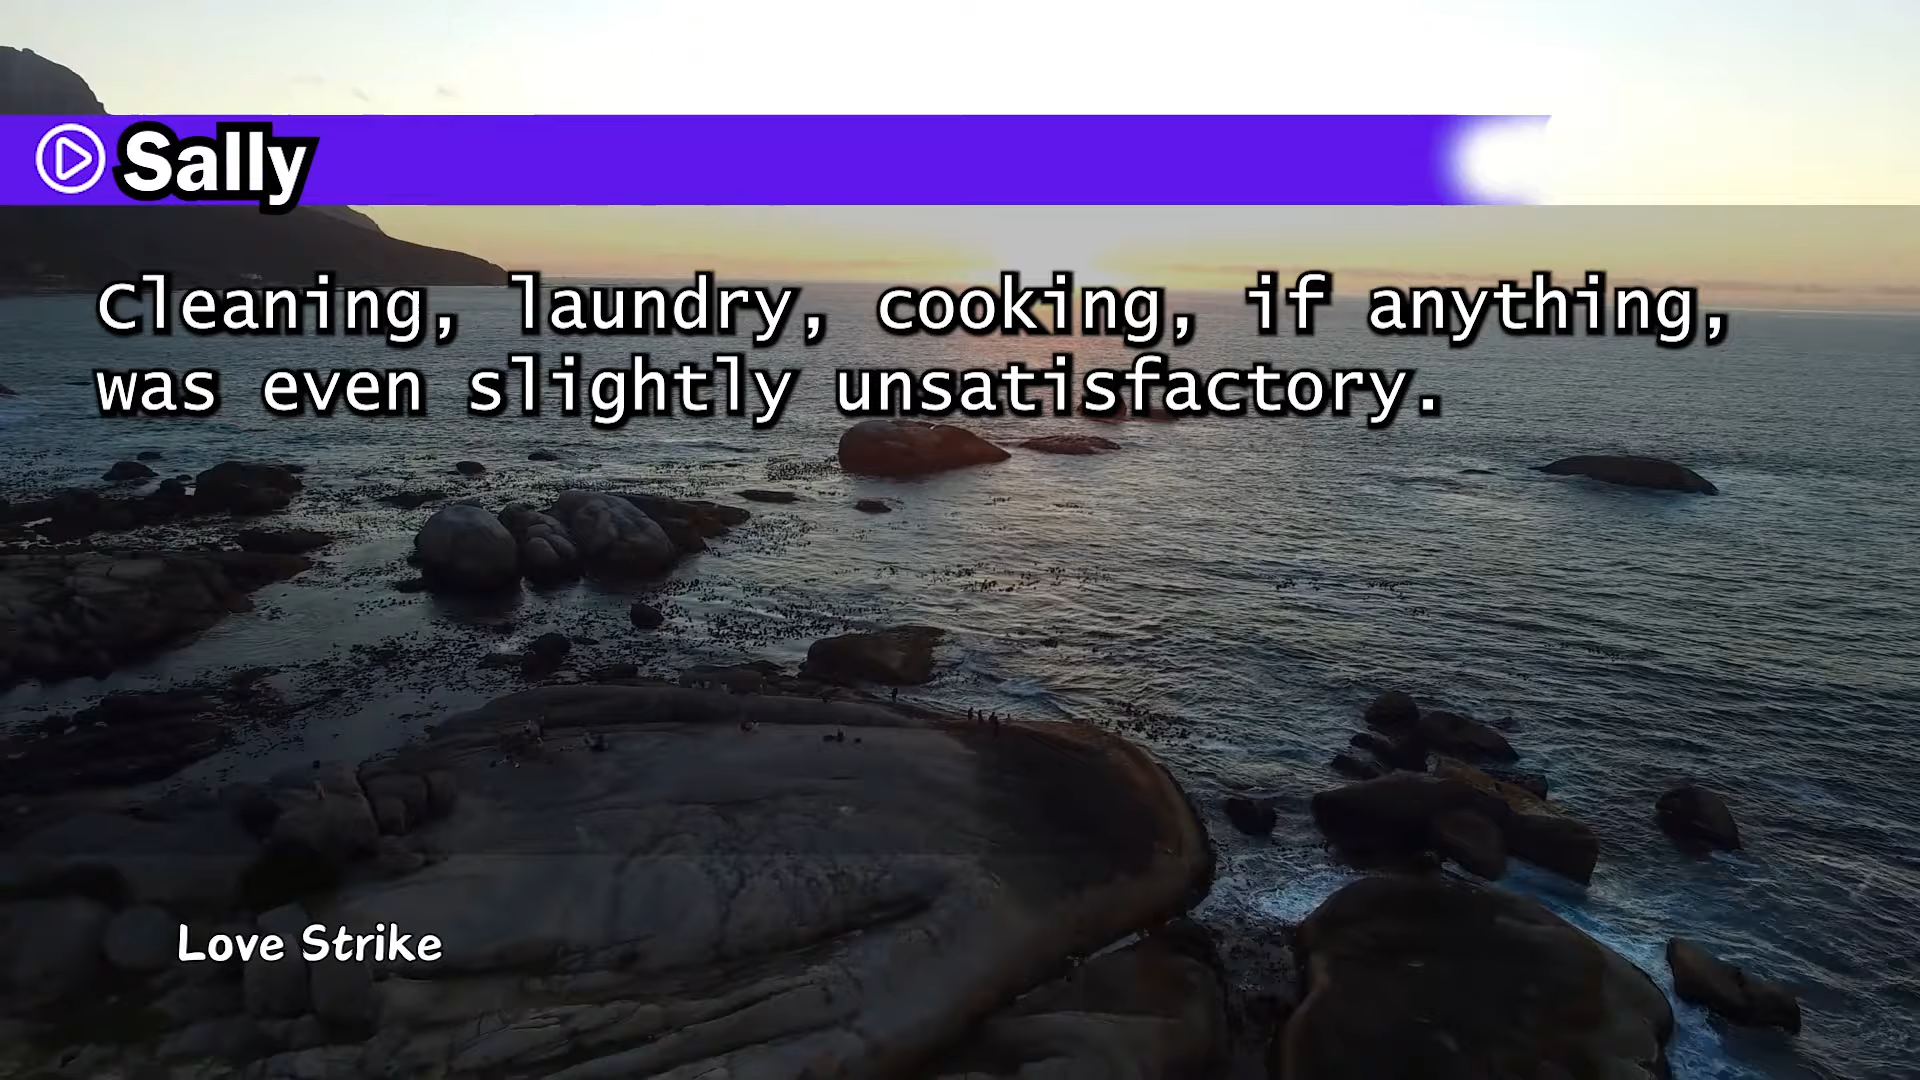 Sally
Cleaning, laundry, cooking, if anything,
was even slightly unsatisfactory.
Love Strike